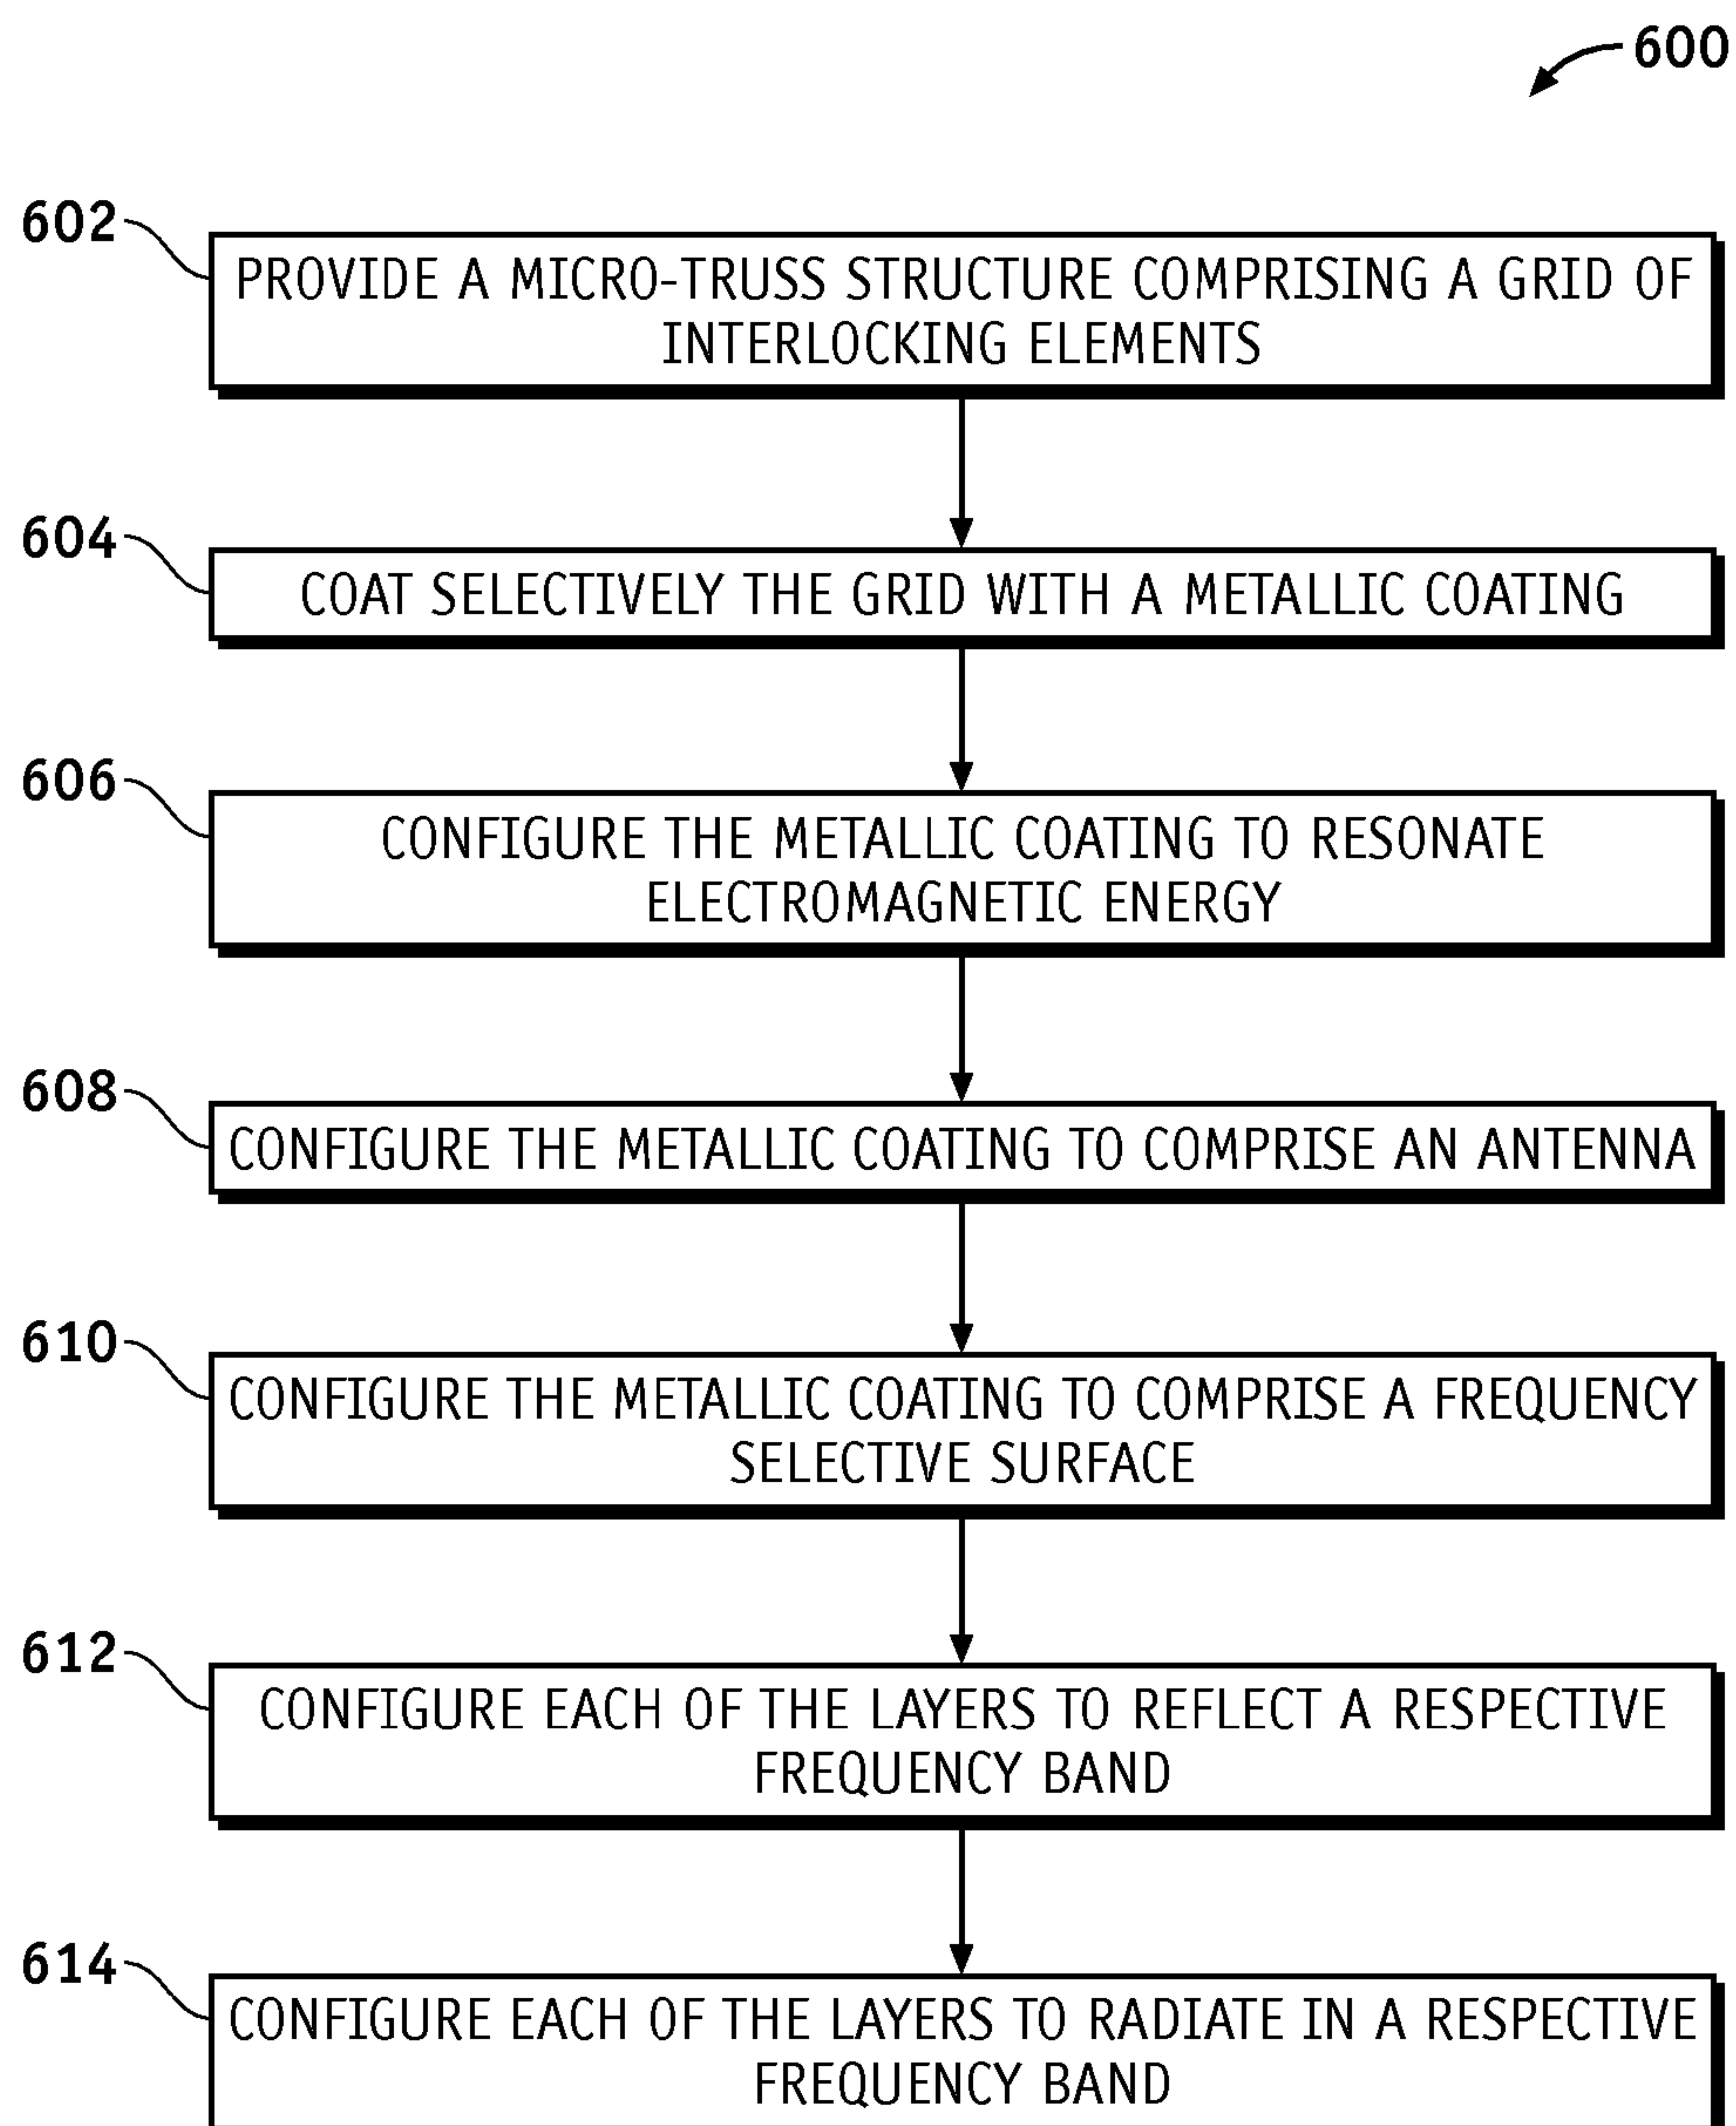 600
602
PROVIDE A MICRO-TRUSS STRUCTURE COMPRISING A GRID OF
INTERLOCKING ELEMENTS
604
COAT SELECTIVELY THE GRID WITH A METALLIC COATING
606
CONFIGURE THE METALLIC COATING TO RESONATE
ELECTROMAGNETIC ENERGY
608
CONFIGURE THE METALLIC COATING TO COMPRISE AN ANTENNA
610
CONFIGURE THE METALLIC COATING TO COMPRISE A FREQUENCY
SELECTIVE SURFACE
612
CONFIGURE EACH OF THE LAYERS TO REFLECT A RESPECTIVE
FREQUENCY BAND
614
CONFIGURE EACH OF THE LAYERS TO RADIATE IN A RESPECTIVE
FREQUENCY BAND